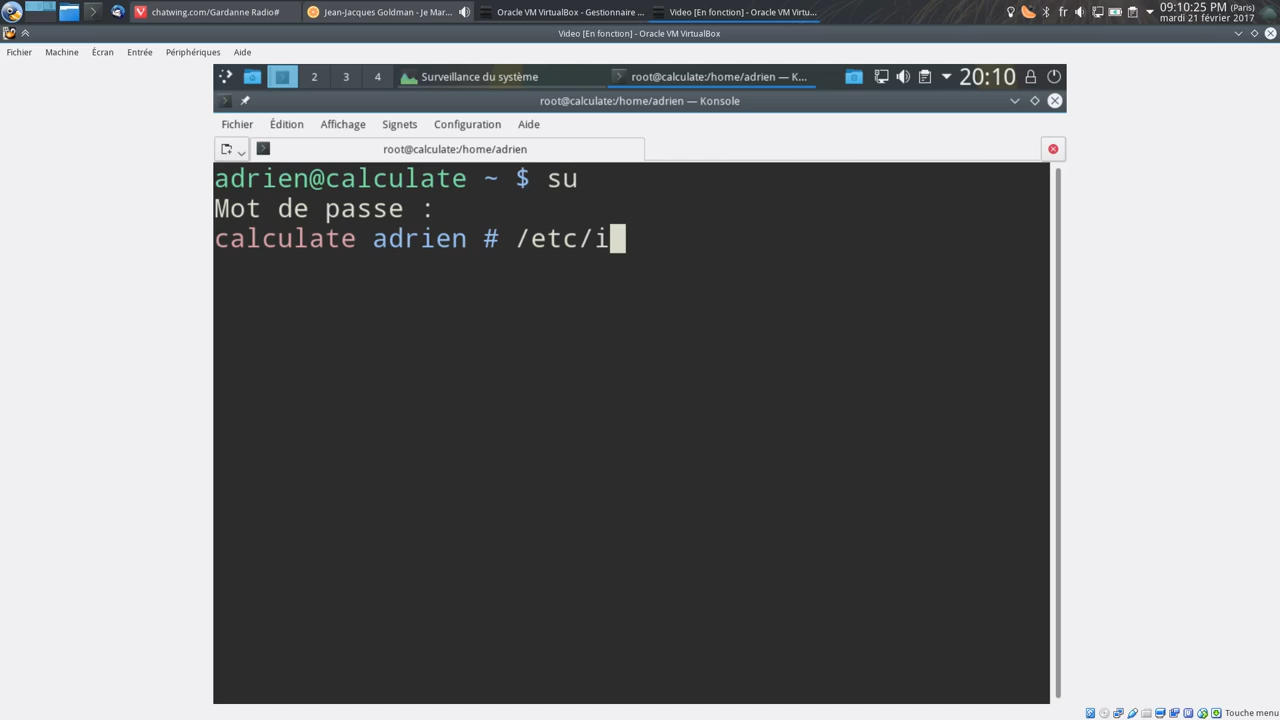 chatwing.com/Gardanne Radio#
Jean-Jacques Goldman - Je Mar...
Oracle VM VirtualBox - Gestionnaire ...
Video [En fonction] - Oracle VM Virtu...
fr
09:10:25 PM (Paris)
mardi 21 février 2017
Video [En fonction] - Oracle VM VirtualBox
Fichier Machine Écran Entrée Périphériques Aide
2 3 4
Surveillance du système
root@calculate:/home/adrien — K...
20:10
root@calculate:/home/adrien — Konsole
Fichier Édition Affichage Signets Configuration Aide
root@calculate:/home/adrien
adrien@calculate ~ $ su
Mot de passe :
calculate adrien # /etc/i
Touche menu